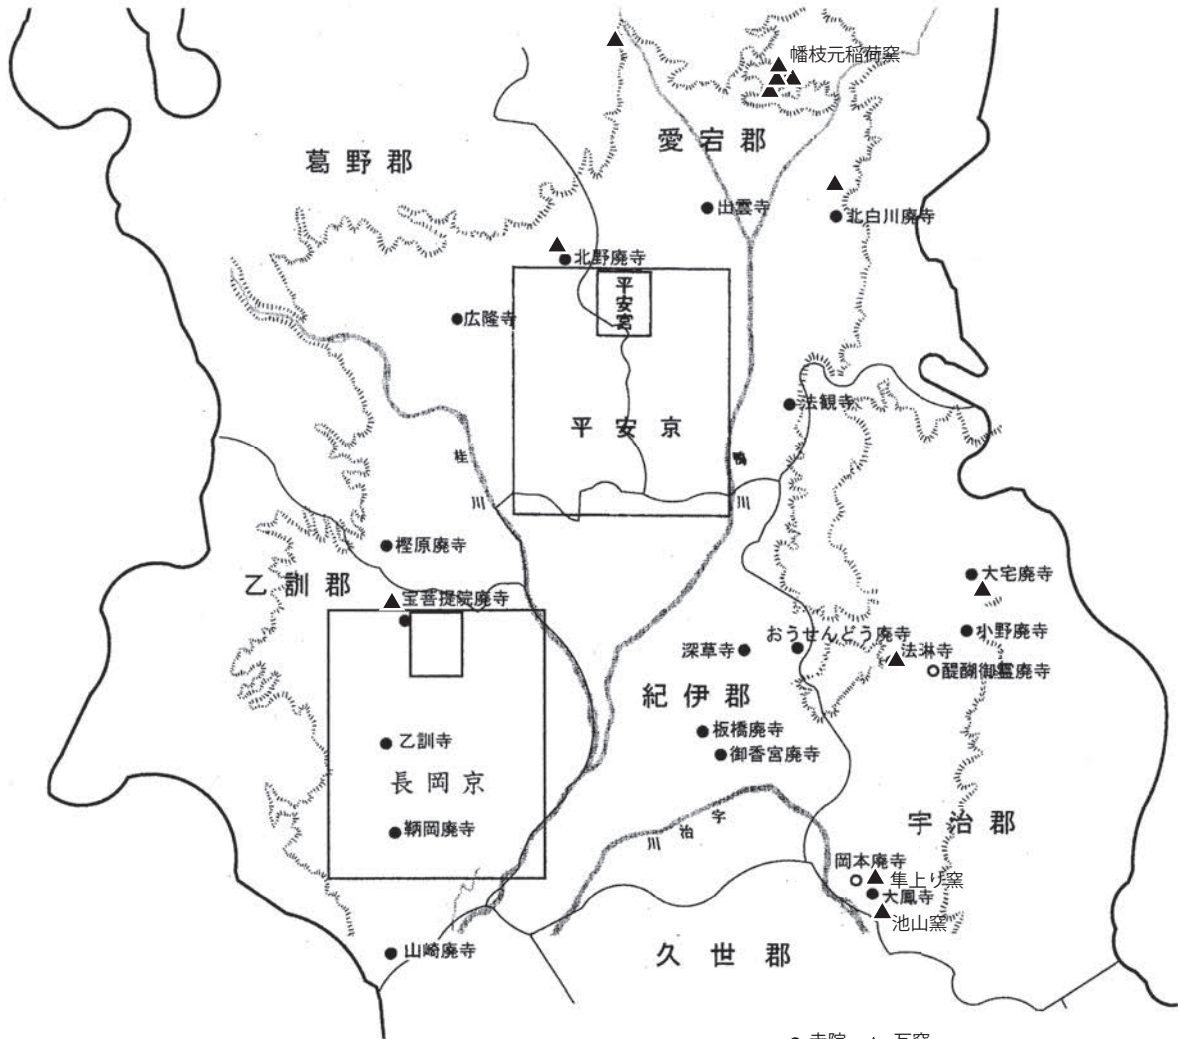 幡枝元稲荷窯
愛宕郡
葛野郡
出雲寺
北白川廃寺
北野廃寺
平安宮
広隆寺
法観寺
平安京
桂川
鴨川
樫原廃寺
大宅廃寺
乙訓郡
宝菩提院廃寺
おうせんどう廃寺
小野廃寺
深草寺
法琳寺
醍醐御霊廃寺
紀伊郡
板橋廃寺
乙訓寺
御香宮廃寺
長岡京
宇治川
宇治郡
鞆岡廃寺
岡本廃寺
隼上り窯
大鳳寺
池山窯
山崎廃寺
久世郡